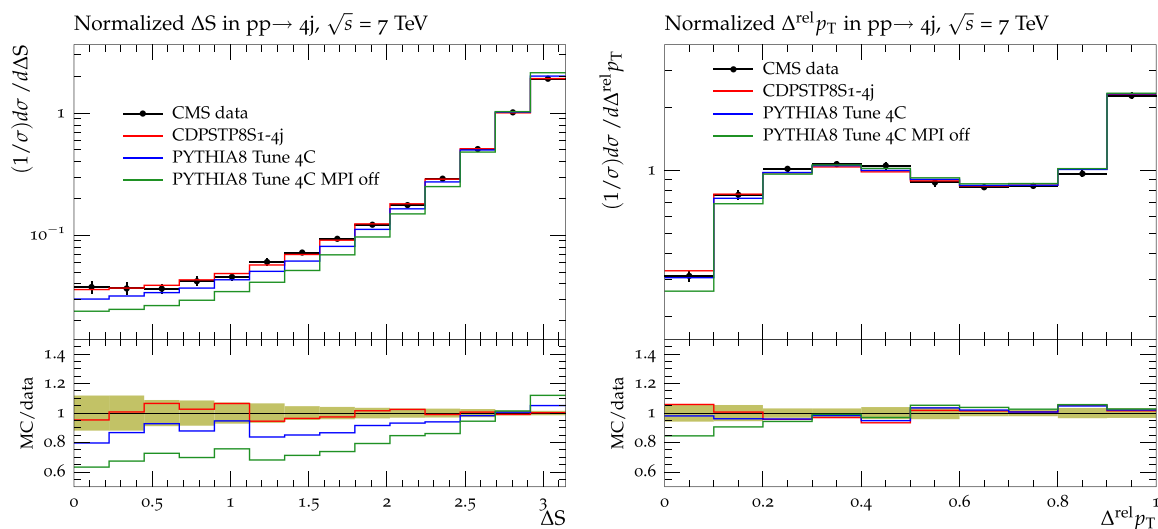 Normalized ΔS in pp→ 4j, √s = 7 TeV
(1/σ)dσ/dΔS
1
10⁻¹
CMS data
CDPSTP8S1-4j
PYTHIA8 Tune 4C
PYTHIA8 Tune 4C MPI off
MC/data
1.4
1.2
1
0.8
0.6
0 0.5 1 1.5 2 2.5 3
ΔS
Normalized Δ^rel p_T in pp→ 4j, √s = 7 TeV
(1/σ)dσ/dΔ^rel p_T
1
CMS data
CDPSTP8S1-4j
PYTHIA8 Tune 4C
PYTHIA8 Tune 4C MPI off
MC/data
1.4
1.2
1
0.8
0.6
0 0.2 0.4 0.6 0.8 1
Δ^rel p_T